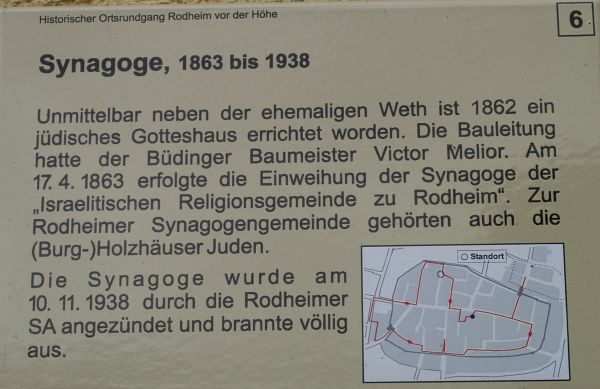 Historischer Ortsrundgang Rodheim vor der Höhe
6
Synagoge, 1863 bis 1938
Unmittelbar neben der ehemaligen Weth ist 1862 ein
jüdisches Gotteshaus errichtet worden. Die Bauleitung
hatte der Büdinger Baumeister Victor Melior. Am
17. 4. 1863 erfolgte die Einweihung der Synagoge der
„Israelitischen Religionsgemeinde zu Rodheim". Zur
Rodheimer Synagogengemeinde gehörten auch die
(Burg-)Holzhäuser Juden.
Die Synagoge wurde am
10. 11. 1938 durch die Rodheimer
SA angezündet und brannte völlig
aus.
Standort